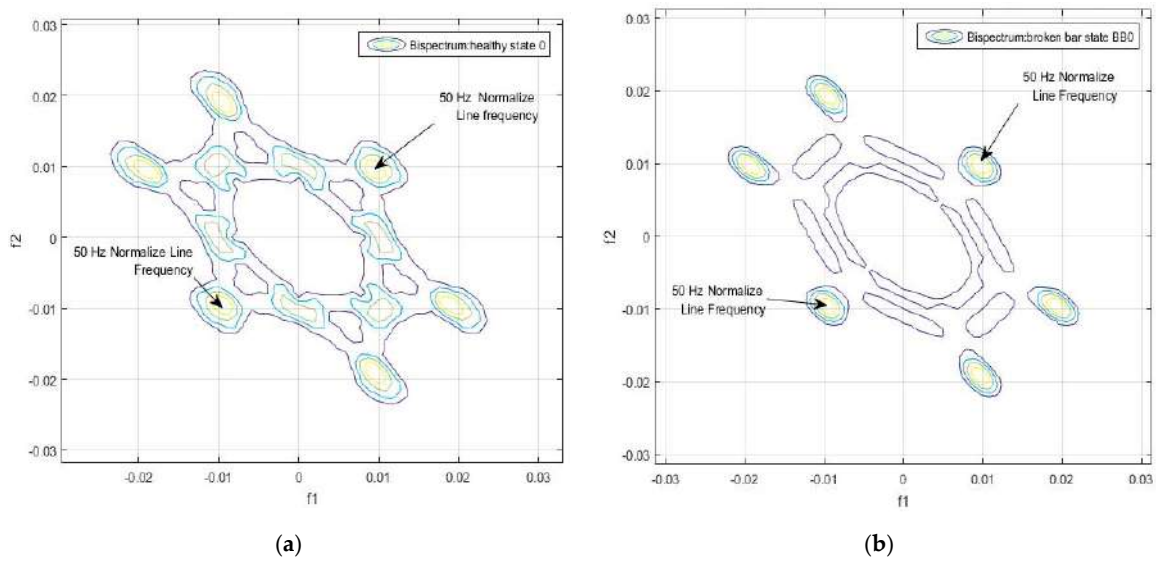 Bispectrum:healthy state 0
50 Hz Normalize
Line frequency
50 Hz Normalize Line
Frequency
0.03
0.02
0.01
0
-0.01
-0.02
-0.03
f2
-0.02
-0.01
0
0.01
0.02
0.03
f1
(a)
Bispectrum:broken bar state BB0
50 Hz Normalize
Line Frequency
50 Hz Normalize
Line Frequency
0.03
0.02
0.01
0
-0.01
-0.02
-0.03
f2
-0.03
-0.02
-0.01
0
0.01
0.02
0.03
f1
(b)